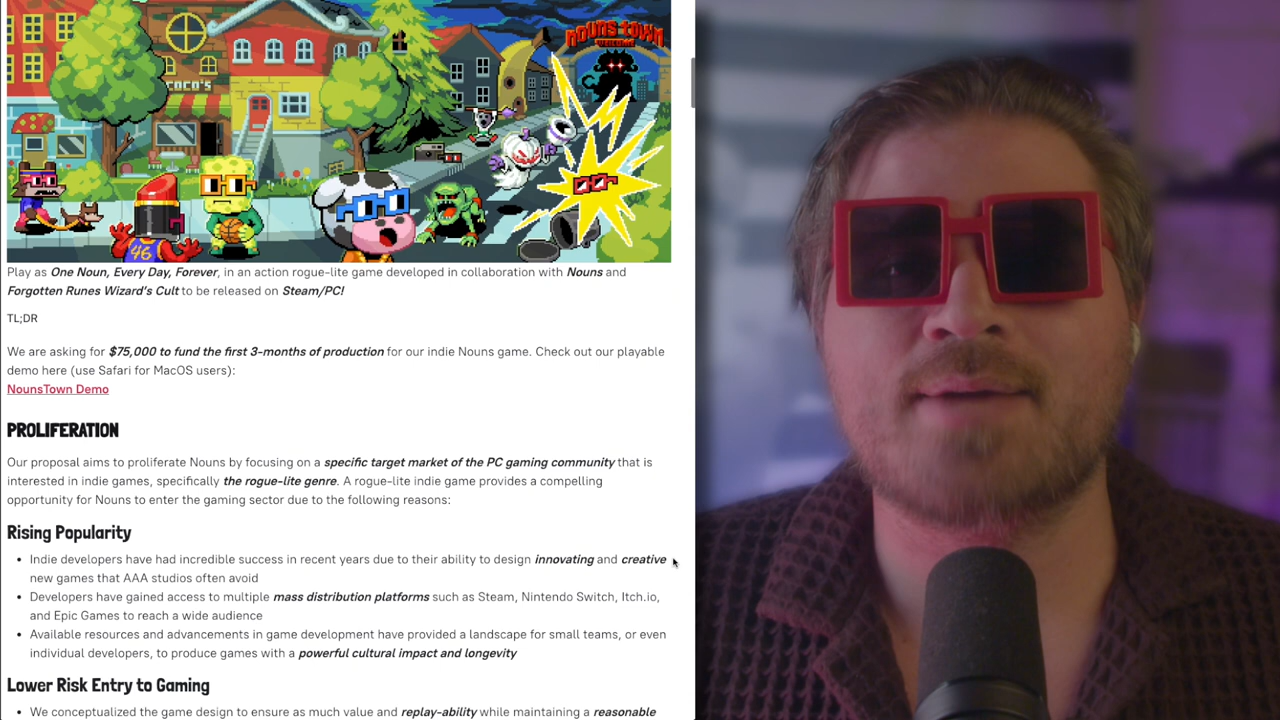 NOUNS TOWN
WELCOME
COCO'S
46
Play as One Noun, Every Day, Forever, in an action rogue-lite game developed in collaboration with Nouns and
Forgotten Runes Wizard's Cult to be released on Steam/PC!
TL;DR
We are asking for $75,000 to fund the first 3-months of production for our indie Nouns game. Check out our playable
demo here (use Safari for MacOS users):
NounsTown Demo
PROLIFERATION
Our proposal aims to proliferate Nouns by focusing on a specific target market of the PC gaming community that is
interested in indie games, specifically the rogue-lite genre. A rogue-lite indie game provides a compelling
opportunity for Nouns to enter the gaming sector due to the following reasons:
Rising Popularity
• Indie developers have had incredible success in recent years due to their ability to design innovating and creative
new games that AAA studios often avoid
• Developers have gained access to multiple mass distribution platforms such as Steam, Nintendo Switch, Itch.io,
and Epic Games to reach a wide audience
• Available resources and advancements in game development have provided a landscape for small teams, or even
individual developers, to produce games with a powerful cultural impact and longevity
Lower Risk Entry to Gaming
• We conceptualized the game design to ensure as much value and replay-ability while maintaining a reasonable